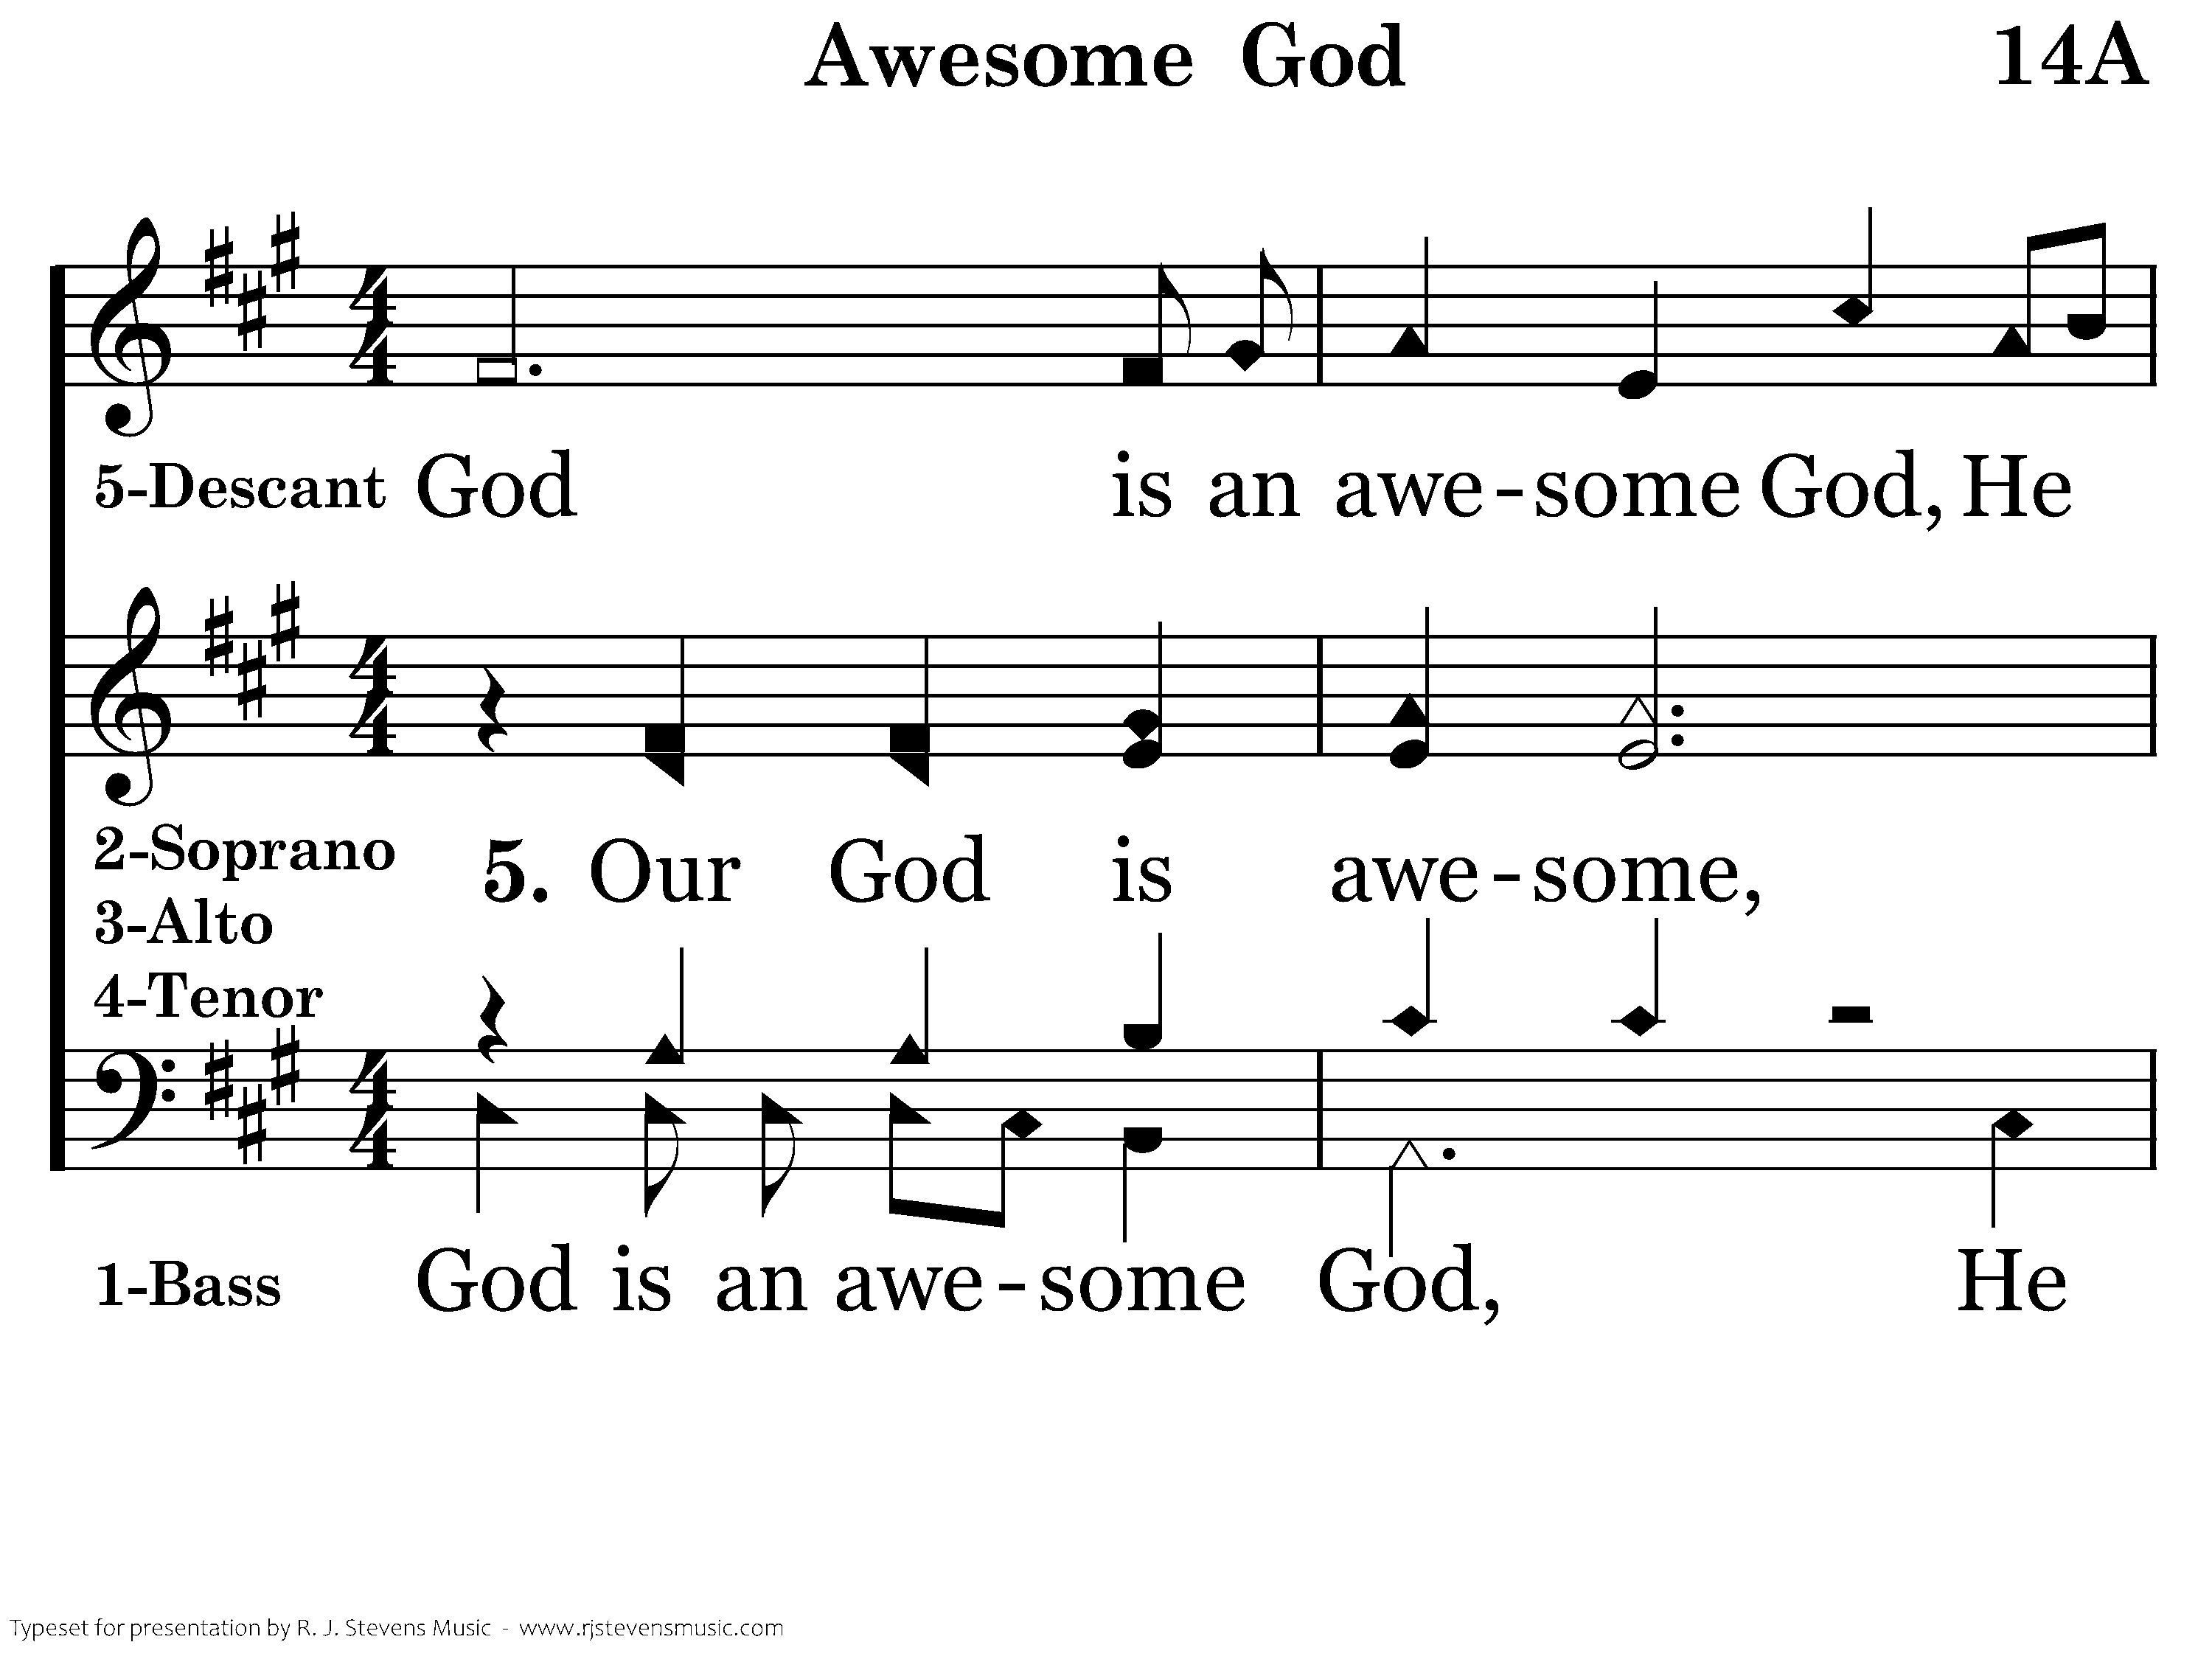 Awesome God 14A
5-Descant God is an awe-some God, He
2-Soprano 5. Our God is awe-some,
3-Alto
4-Tenor
1-Bass God is an awe-some God, He
Typeset for presentation by R. J. Stevens Music - www.rjstevensmusic.com